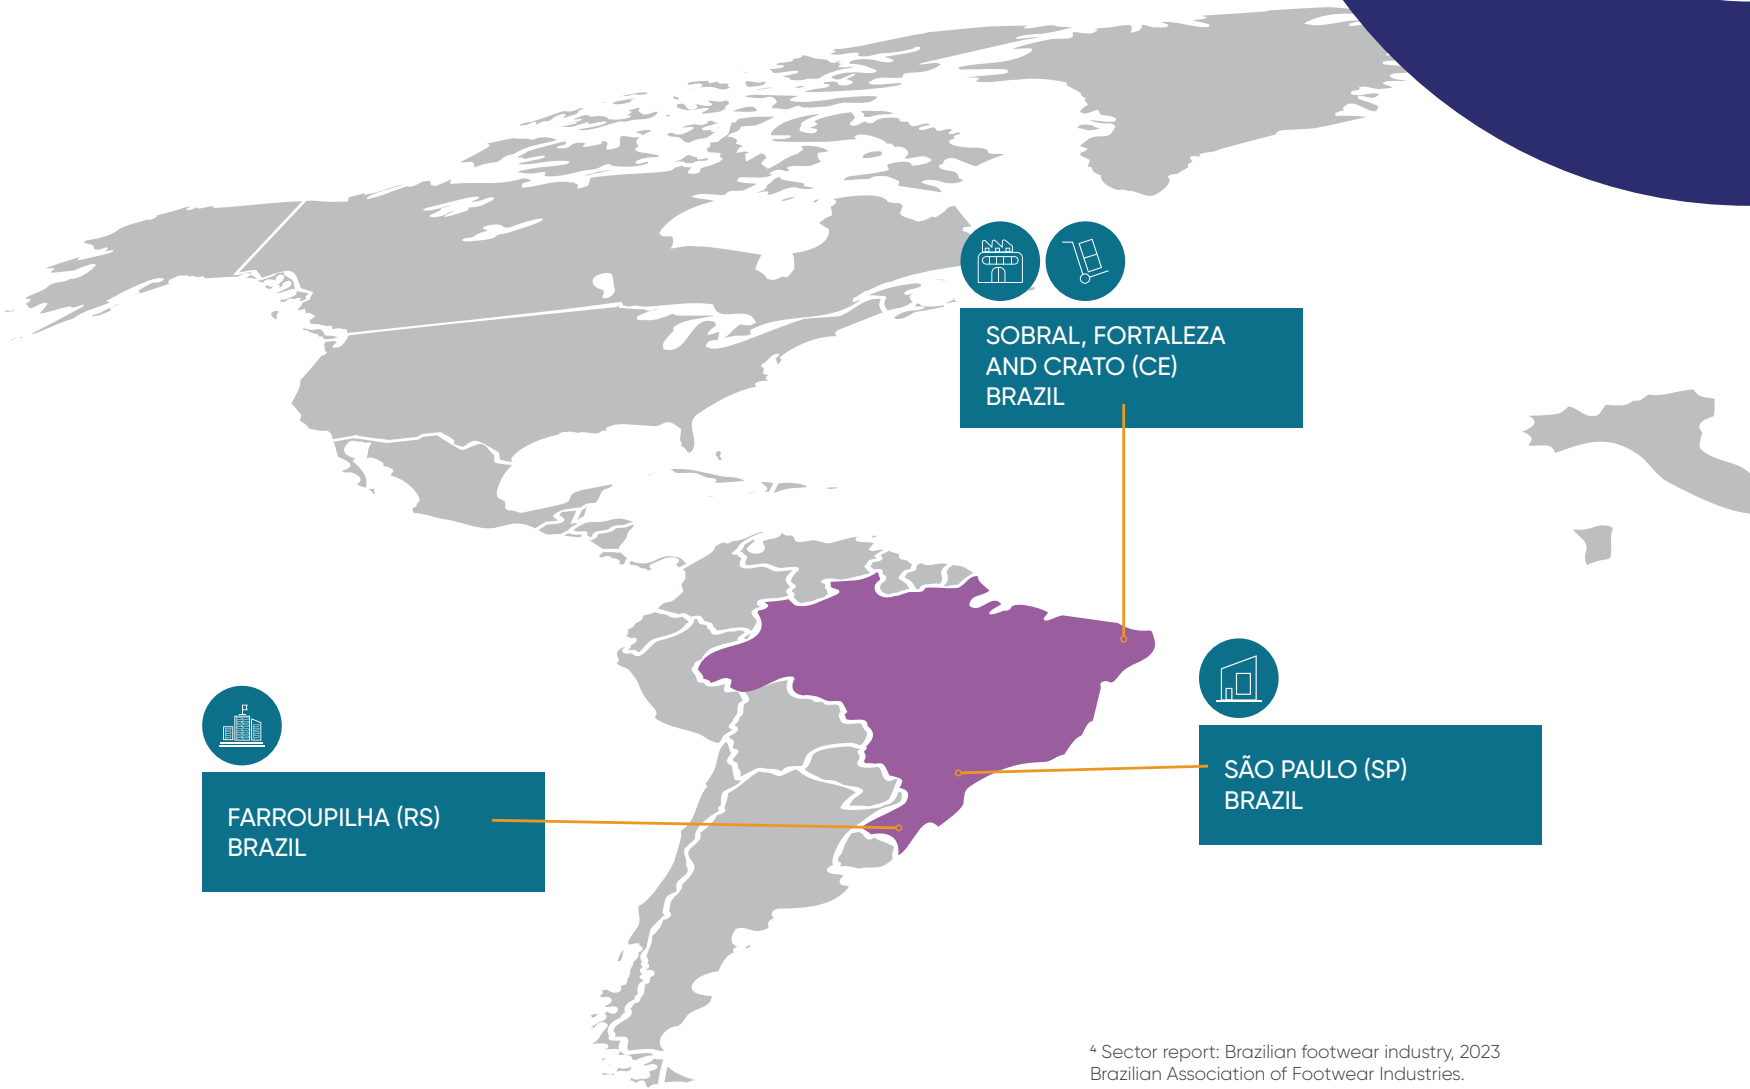 SOBRAL, FORTALEZA
AND CRATO (CE)
BRAZIL
SÃO PAULO (SP)
BRAZIL
FARROUPILHA (RS)
BRAZIL
⁴ Sector report: Brazilian footwear industry, 2023
Brazilian Association of Footwear Industries.